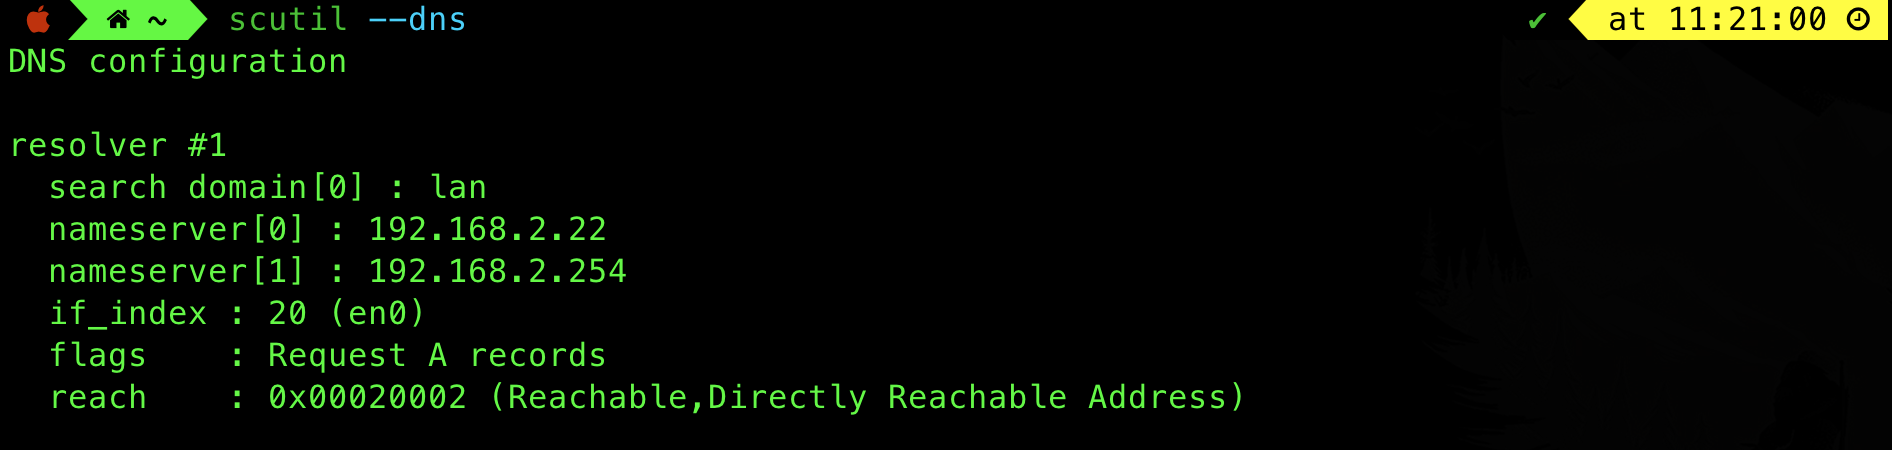 ~ scutil --dns ✔ at 11:21:00
DNS configuration
resolver #1
search domain[0] : lan
nameserver[0] : 192.168.2.22
nameserver[1] : 192.168.2.254
if_index : 20 (en0)
flags    : Request A records
reach    : 0x00020002 (Reachable,Directly Reachable Address)